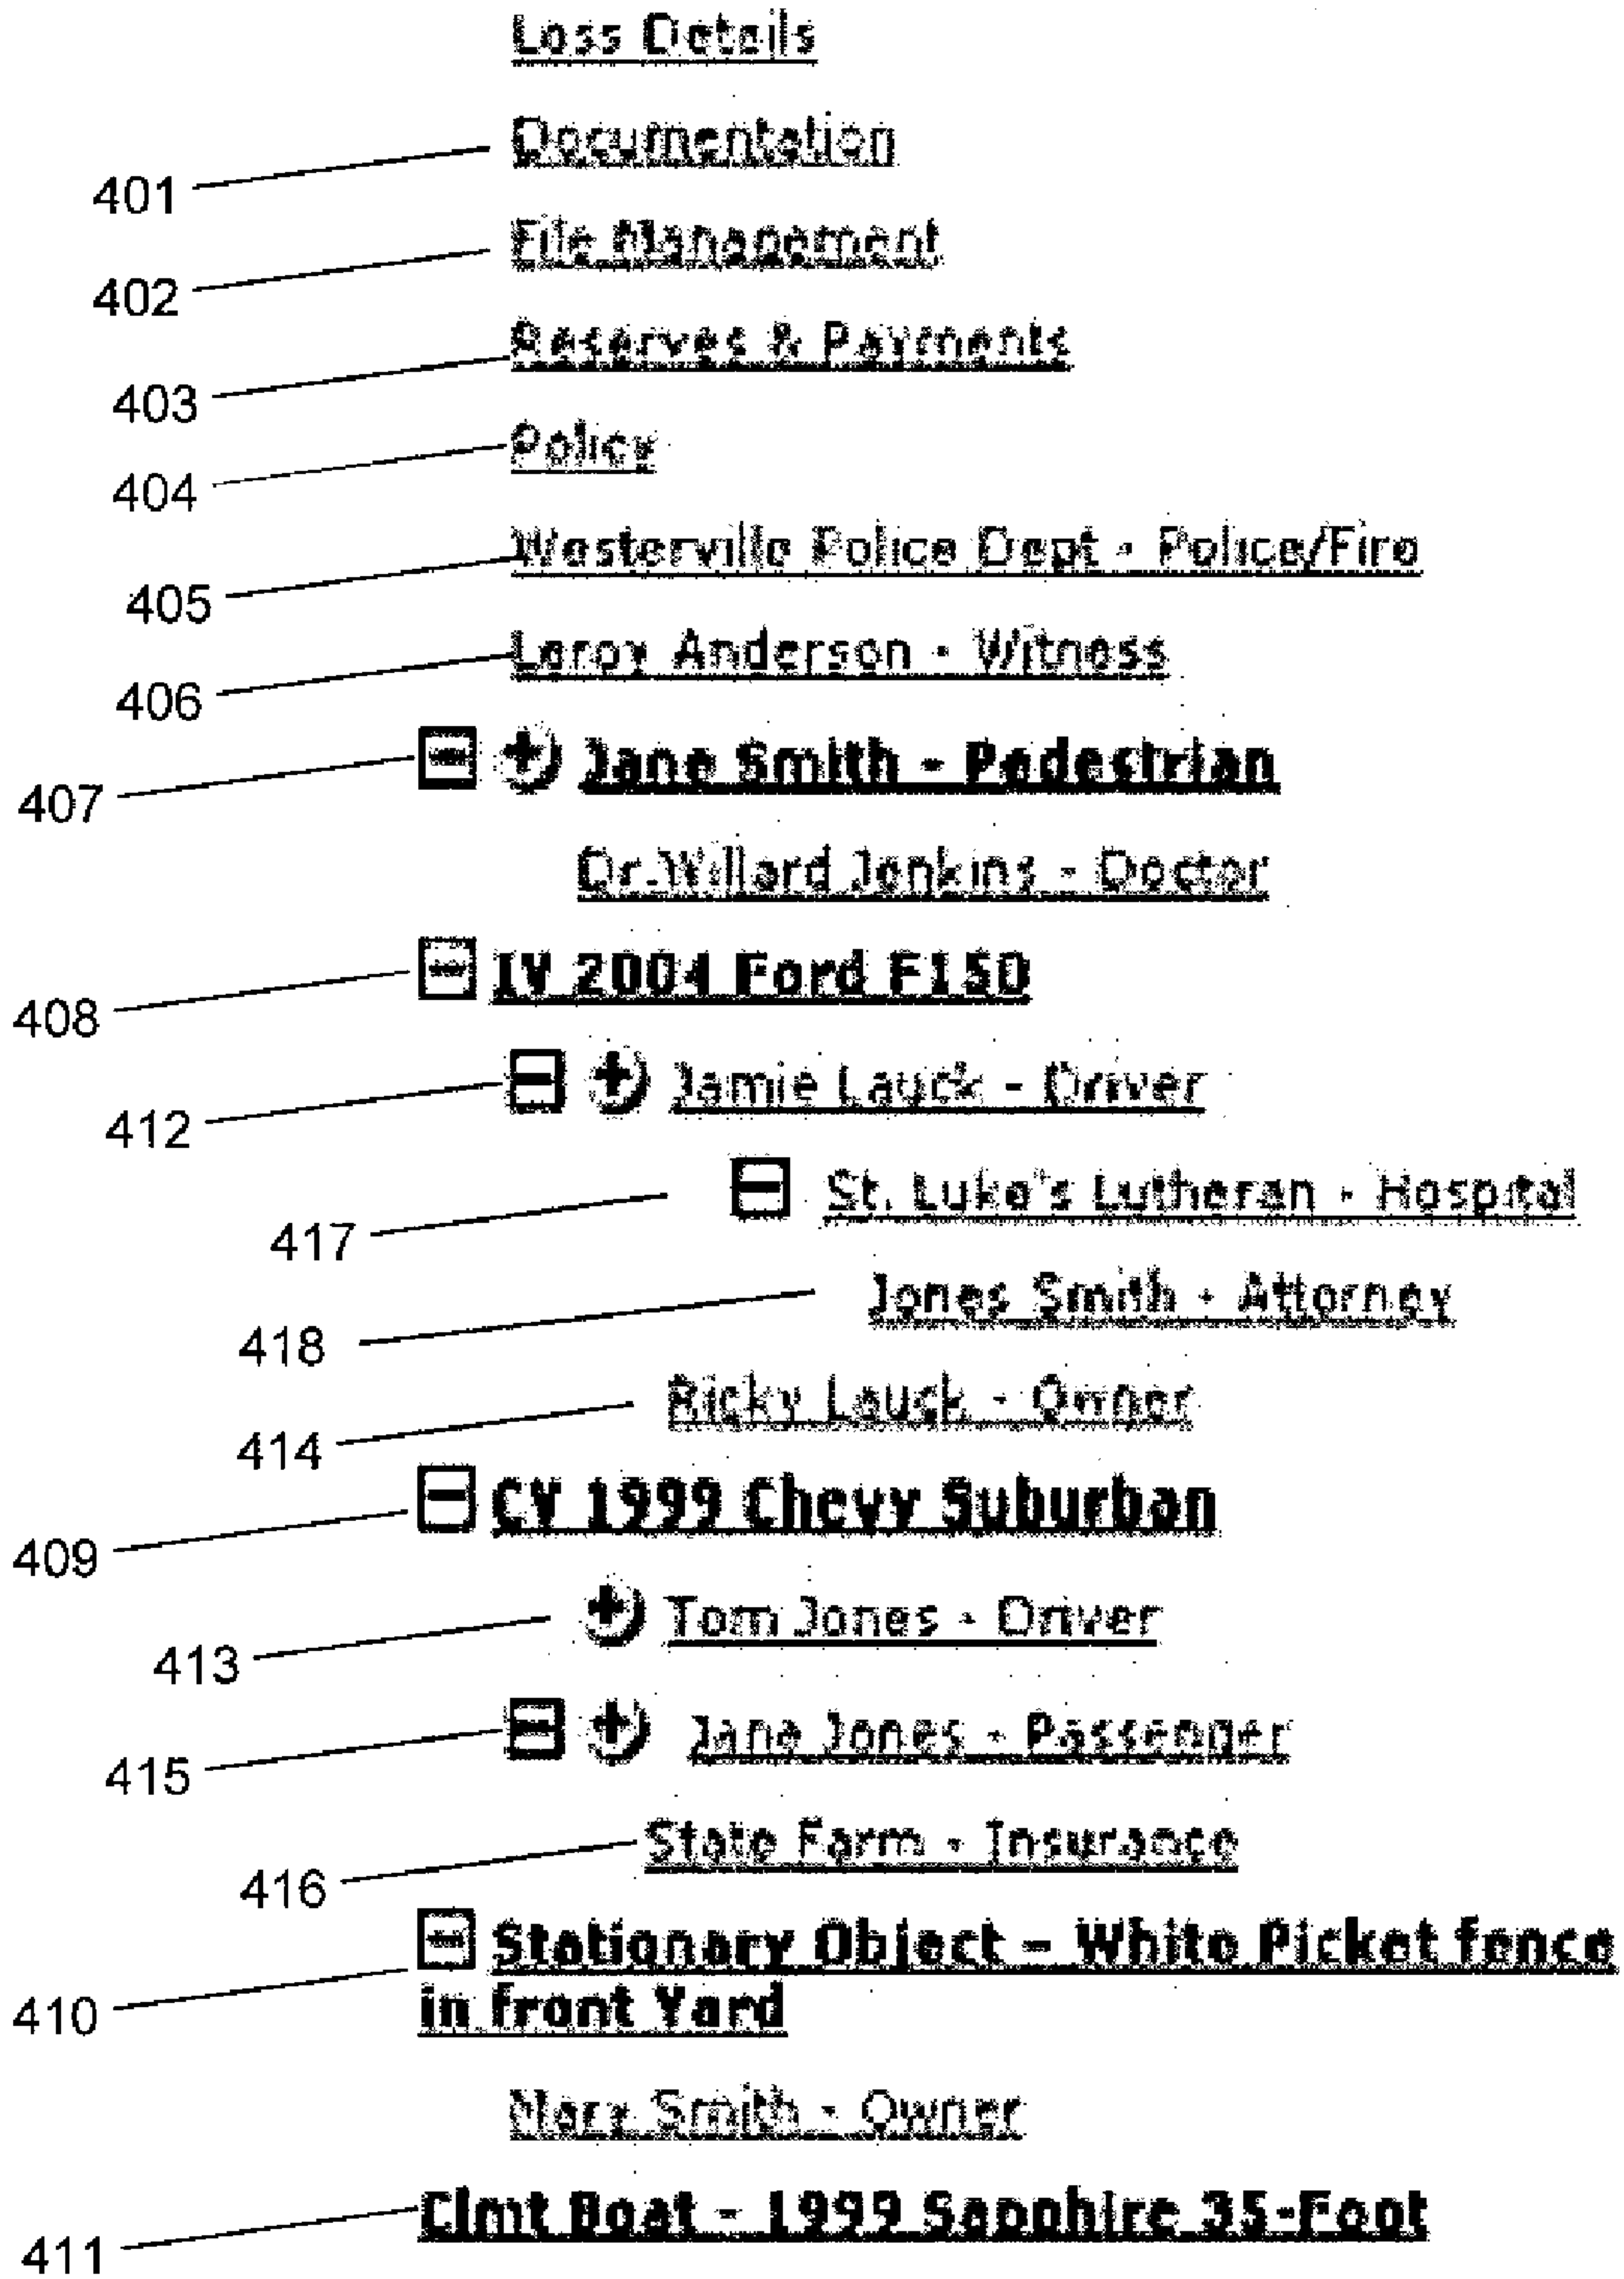 Loss Details
401 Documentation
402 File Management
403 Reserves & Payments
404 Policy
405 Westerville Police Dept - Police/Fire
406 Leroy Anderson - Witness
407 Jane Smith - Pedestrian
Dr.Willard Jenkins - Doctor
408 IV 2004 Ford F150
412 Jamie Lauck - Driver
417 St. Luke's Lutheran - Hospital
418 Jones Smith - Attorney
414 Ricky Lauck - Owner
409 CV 1999 Chevy Suburban
413 Tom Jones - Driver
415 Jane Jones - Passenger
416 State Farm - Insurance
410 Stationary Object - White Picket fence
in front Yard
Mary Smith - Owner
411 Clmt Boat - 1999 Sapphire 35-Foot